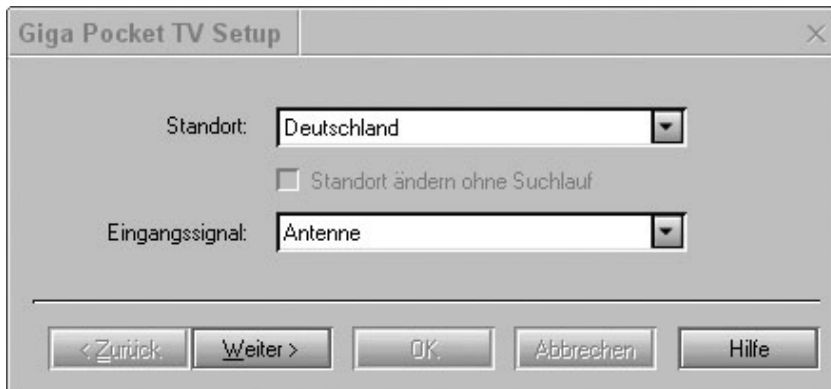 Giga Pocket TV Setup
Standort: Deutschland
Standort ändern ohne Suchlauf
Eingangssignal: Antenne
< Zurück Weiter > OK Abbrechen Hilfe